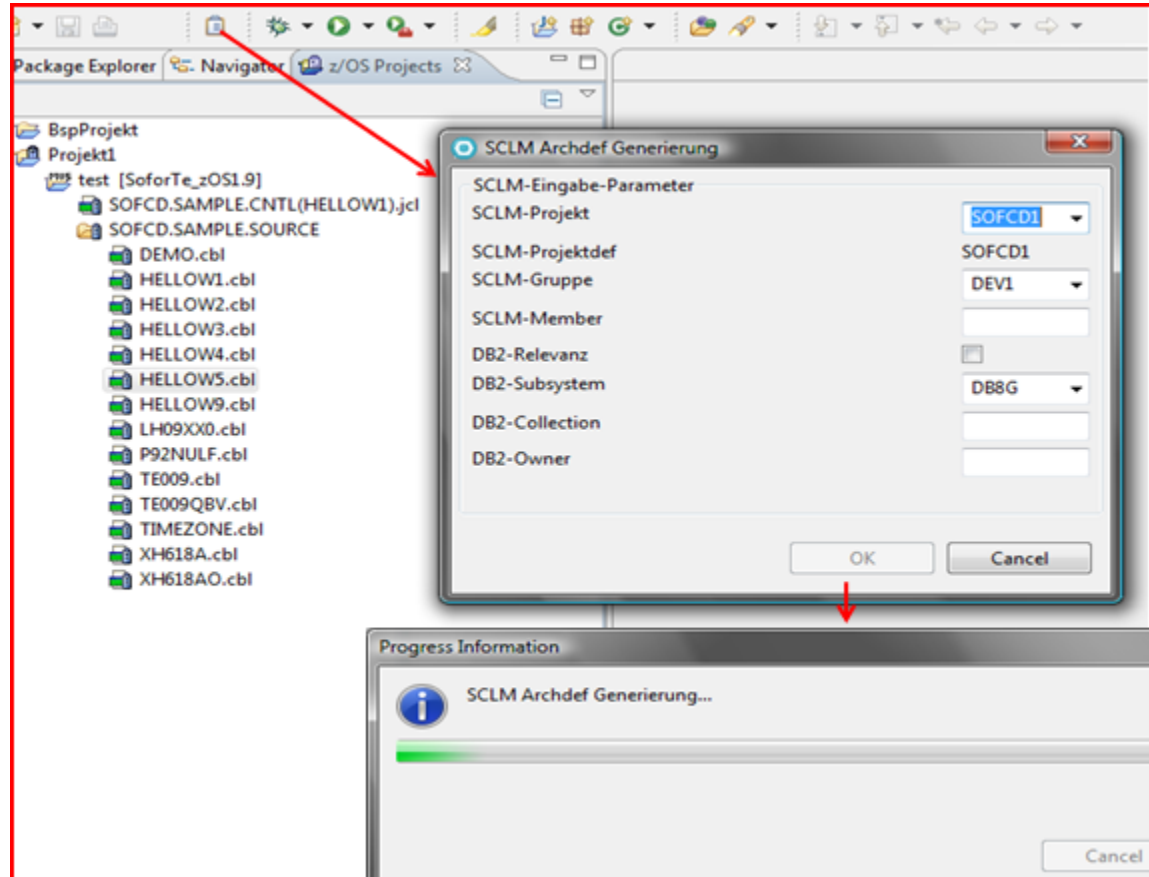 Package Explorer Navigator z/OS Projects
BspProjekt
Projekt1
test [SoforTe_zOS1.9]
SOFCD.SAMPLE.CNTL(HELLOW1).jcl
SOFCD.SAMPLE.SOURCE
DEMO.cbl
HELLOW1.cbl
HELLOW2.cbl
HELLOW3.cbl
HELLOW4.cbl
HELLOW5.cbl
HELLOW9.cbl
LH09XX0.cbl
P92NULF.cbl
TE009.cbl
TE009QBV.cbl
TIMEZONE.cbl
XH618A.cbl
XH618AO.cbl
SCLM Archdef Generierung
SCLM-Eingabe-Parameter
SCLM-Projekt SOFCD1
SCLM-Projektdef SOFCD1
SCLM-Gruppe DEV1
SCLM-Member
DB2-Relevanz
DB2-Subsystem DB8G
DB2-Collection
DB2-Owner
OK Cancel
Progress Information
SCLM Archdef Generierung...
Cancel